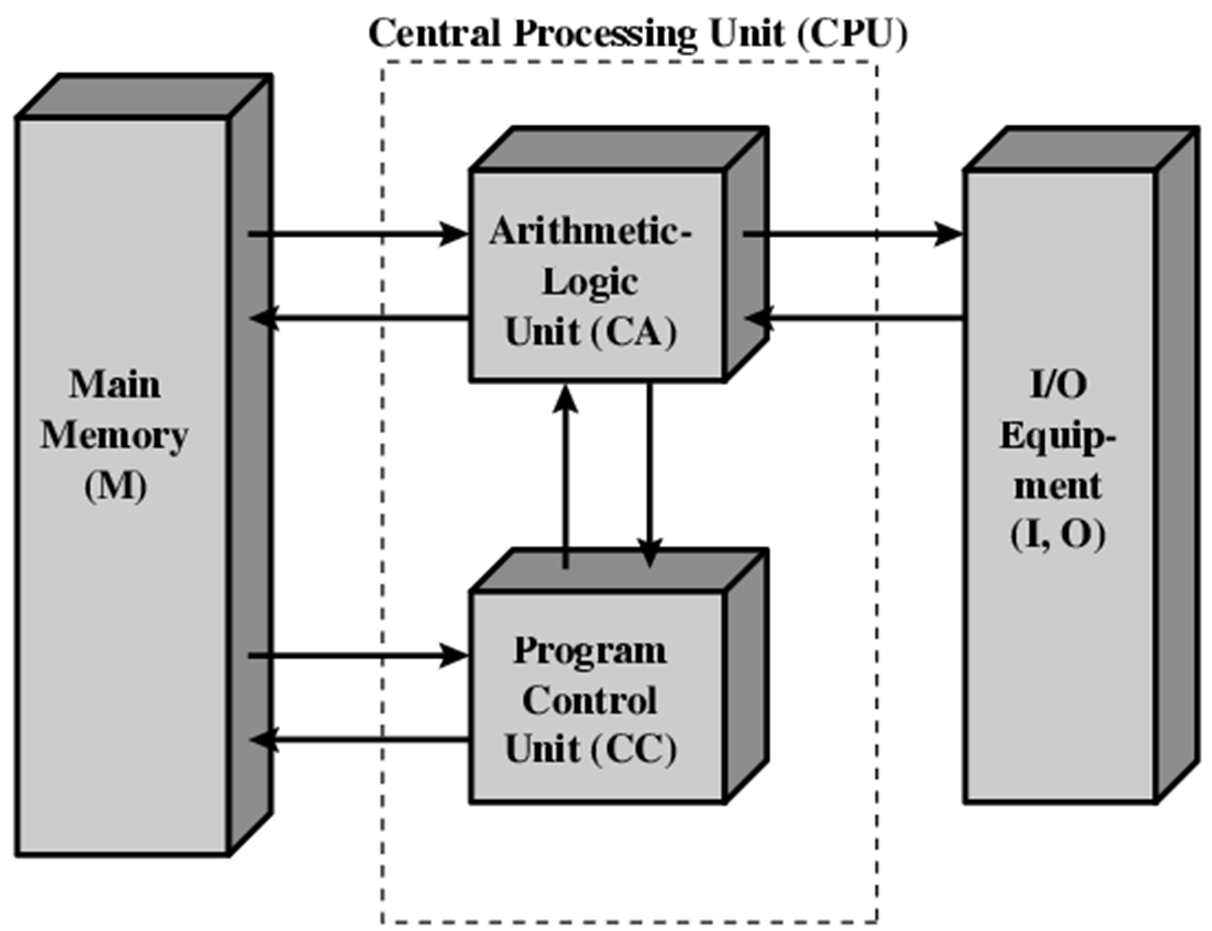 Central Processing Unit (CPU)
Main
Memory
(M)
Arithmetic-
Logic
Unit (CA)
Program
Control
Unit (CC)
I/O
Equip-
ment
(I, O)